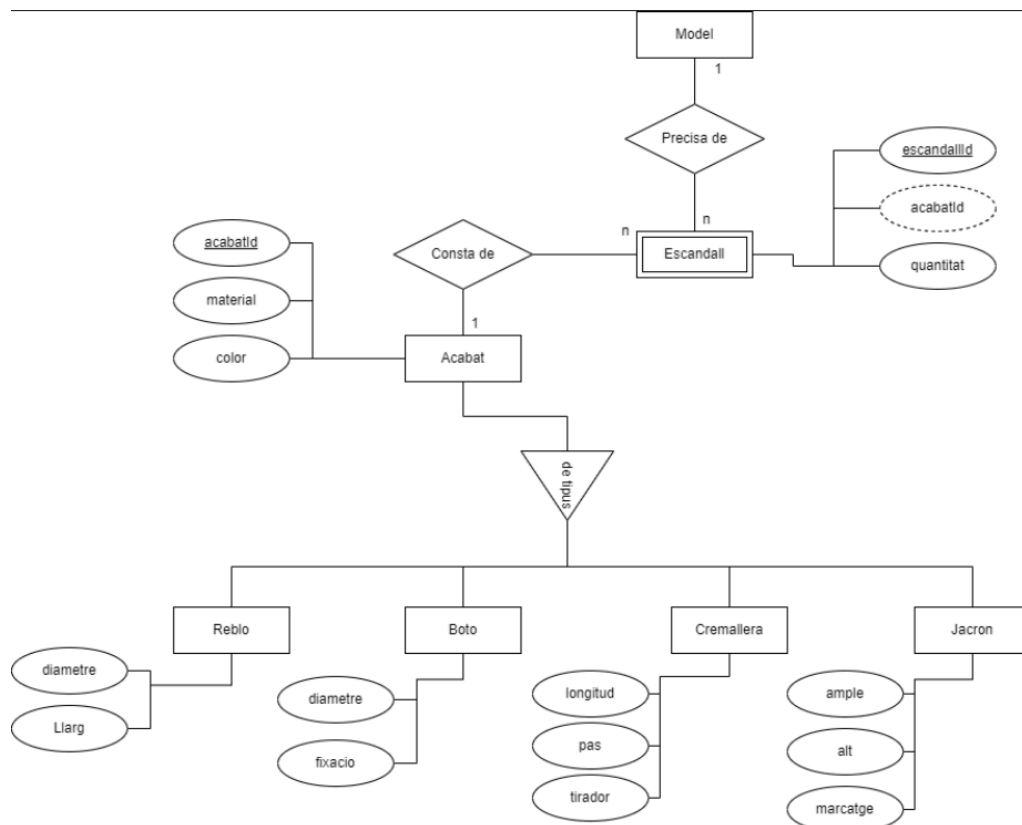 Model
1
Precisa de
n
escandallId
acabatId
quantitat
n
Escandall
Consta de
acabatId
material
color
1
Acabat
de tipus
Reblo
Boto
Cremallera
Jacron
diametre
Llarg
diametre
fixacio
longitud
pas
tirador
ample
alt
marcatge